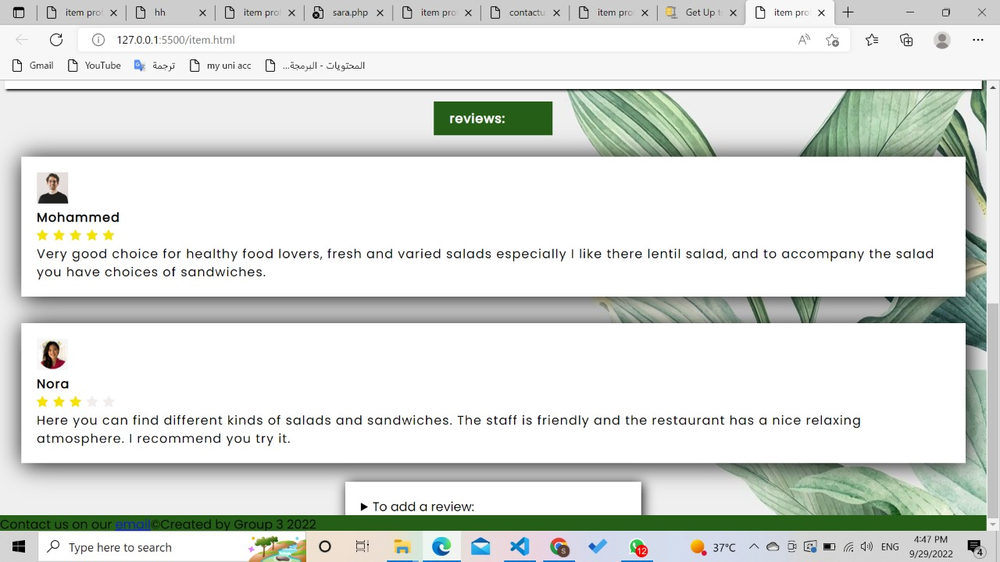 item pro
hh
item pro
item pro
sara.php
item pro
contactu
item pro
Get Up to
item pro
127.0.0.1:5500/item.html
Gmail
YouTube
ترجمة
my uni acc
المحتويات - البرمجة...
reviews:
Mohammed
Very good choice for healthy food lovers, fresh and varied salads especially I like there lentil salad, and to accompany the salad
you have choices of sandwiches.
Nora
Here you can find different kinds of salads and sandwiches. The staff is friendly and the restaurant has a nice relaxing
atmosphere. I recommend you try it.
To add a review:
Contact us on our email©Created by Group 3 2022
Type here to search
12
37°C
ENG
4:47 PM
9/29/2022
4